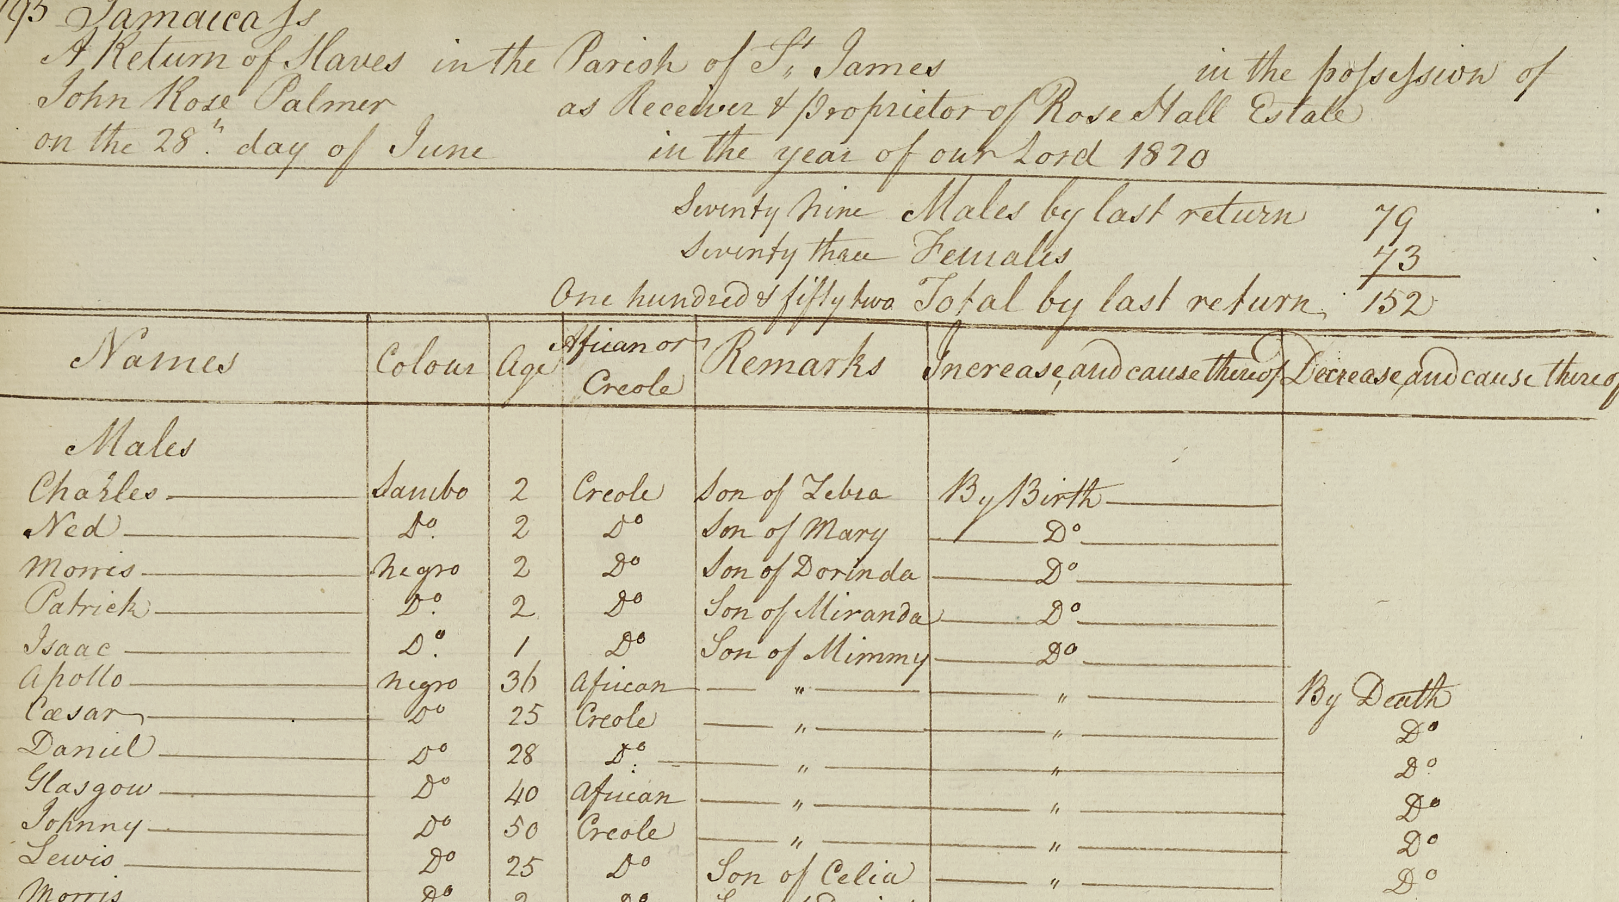 195 Jamaica Ss
A Return of Slaves in the Parish of St. James in the possession of
John Rose Palmer as Receiver & proprietor of Rose Hall Estate
on the 28th day of June in the year of our Lord 1820
Seventy nine Males by last return 79
Seventy three Females 73
One hundred & fifty two Total by last return 152
Names Colour Age African or Creole Remarks Increase, and cause thereof Decrease, and cause thereof
Males
Charles Sambo 2 Creole Son of Zebra By Birth
Ned Do. 2 Do Son of Mary Do
Morris negro 2 Do Son of Dorinda Do
Patrick Do. 2 Do Son of Miranda Do
Isaac Do. 1 Do Son of Mimmy Do
Apollo negro 36 African " " By Death
Cæsar Do 25 Creole " " Do
Daniel Do 28 Do. " " Do.
Glasgow Do 40 African " " Do
Johnny Do 50 Creole " " Do
Lewis Do 25 Do Son of Celia " Do
Morris Do 2 Do